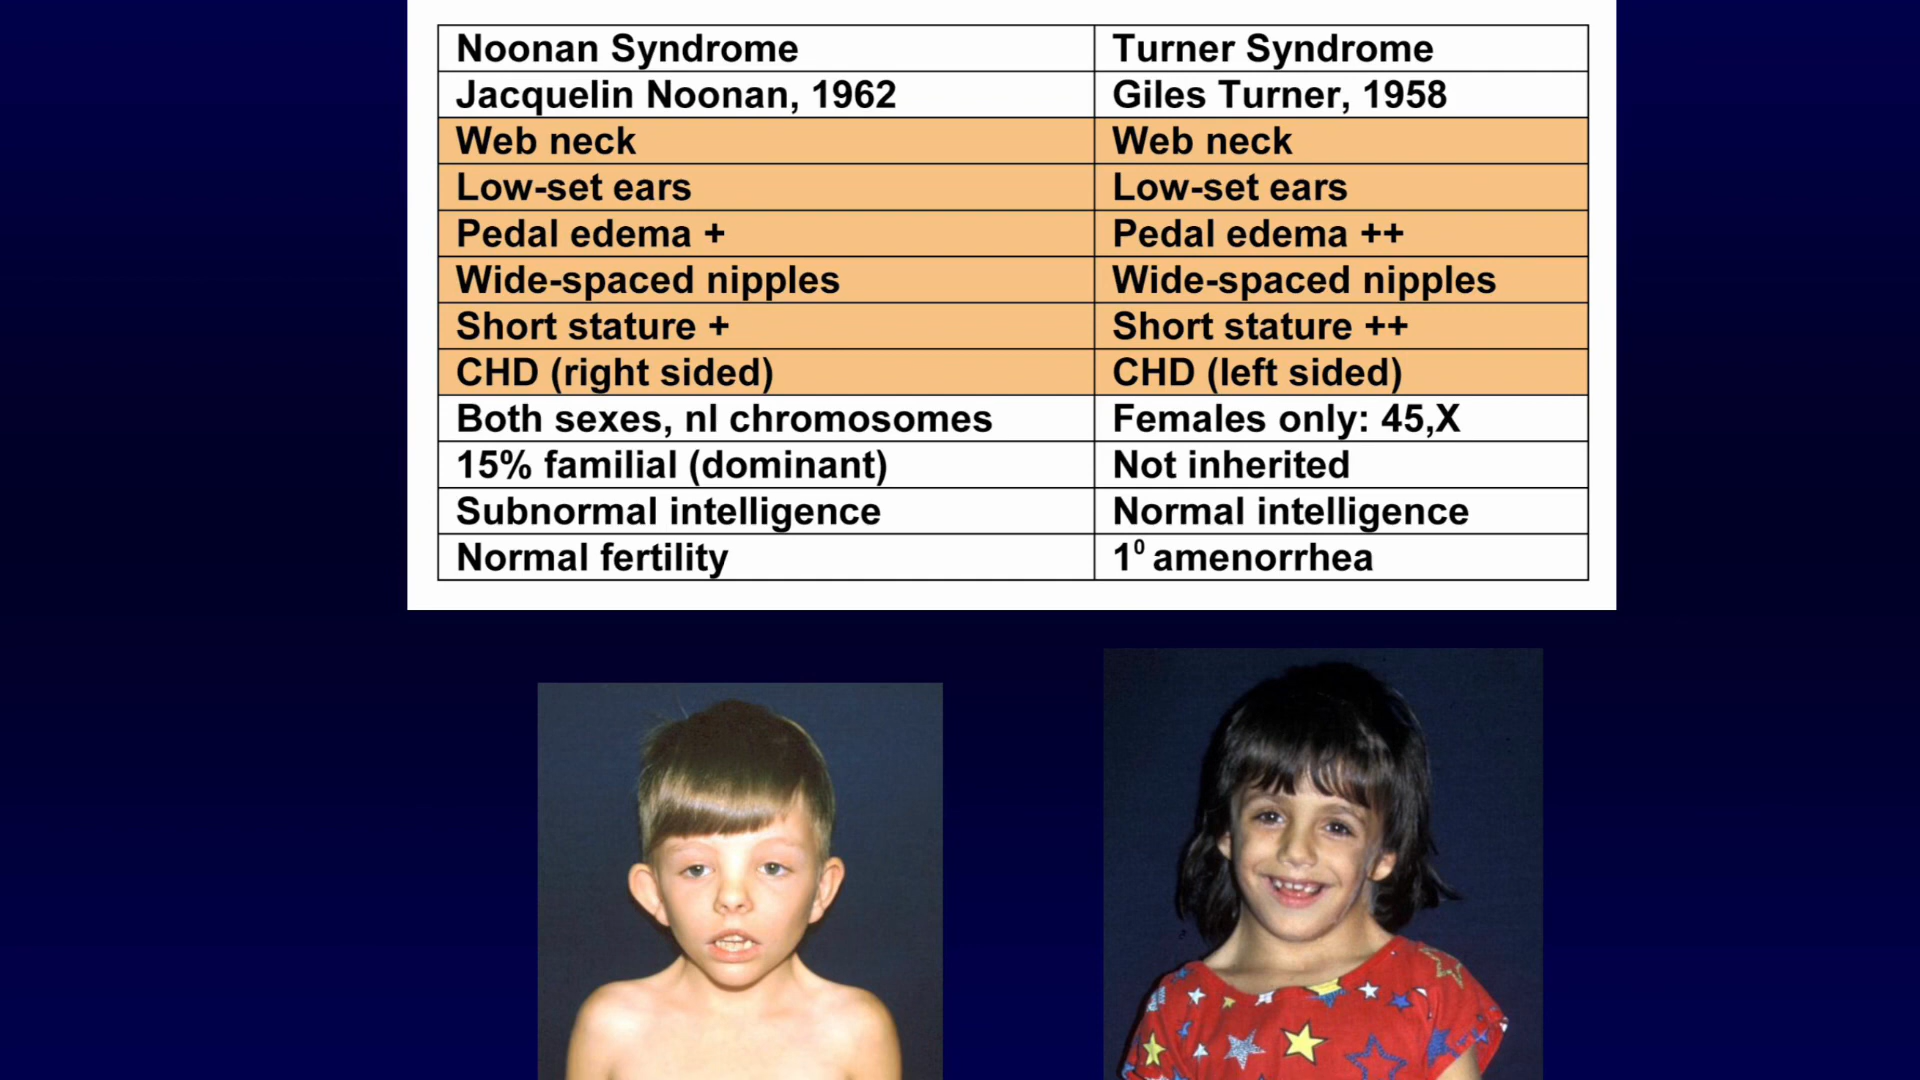 Noonan Syndrome Turner Syndrome
Jacquelin Noonan, 1962 Giles Turner, 1958
Web neck Web neck
Low-set ears Low-set ears
Pedal edema + Pedal edema ++
Wide-spaced nipples Wide-spaced nipples
Short stature + Short stature ++
CHD (right sided) CHD (left sided)
Both sexes, nl chromosomes Females only: 45,X
15% familial (dominant) Not inherited
Subnormal intelligence Normal intelligence
Normal fertility 1⁰ amenorrhea